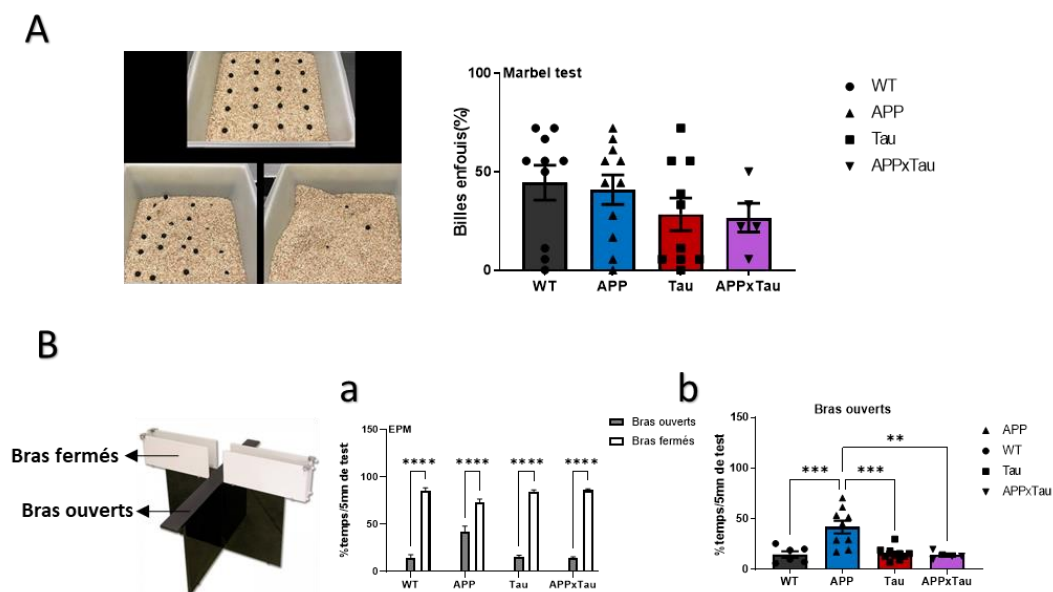 A
Marbel test
100
50
0
Billes enfouis(%)
WT
APP
Tau
APPxTau
WT
APP
Tau
APPxTau
B
a
b
Bras fermés
Bras ouverts
EPM
150
100
50
0
%temps/5mn de test
****
****
****
****
WT
APP
Tau
APPxTau
Bras ouverts
Bras fermés
Bras ouverts
150
100
50
0
%temps/5mn de test
***
***
**
WT
APP
Tau
APPxTau
APP
WT
Tau
APPxTau